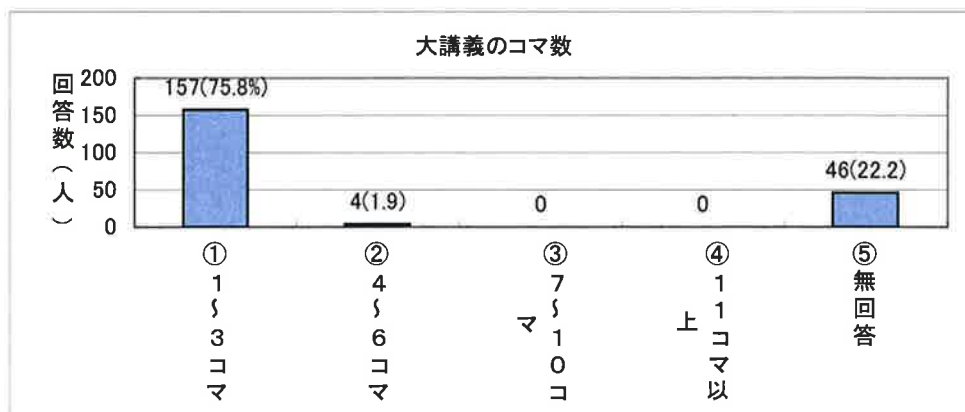 大講義のコマ数
回答数（人）
200
150
100
50
0
157(75.8%)
4(1.9)
0
0
46(22.2)
①1～3コマ
②4～6コマ
③7～10コマ
④11コマ以上
⑤無回答